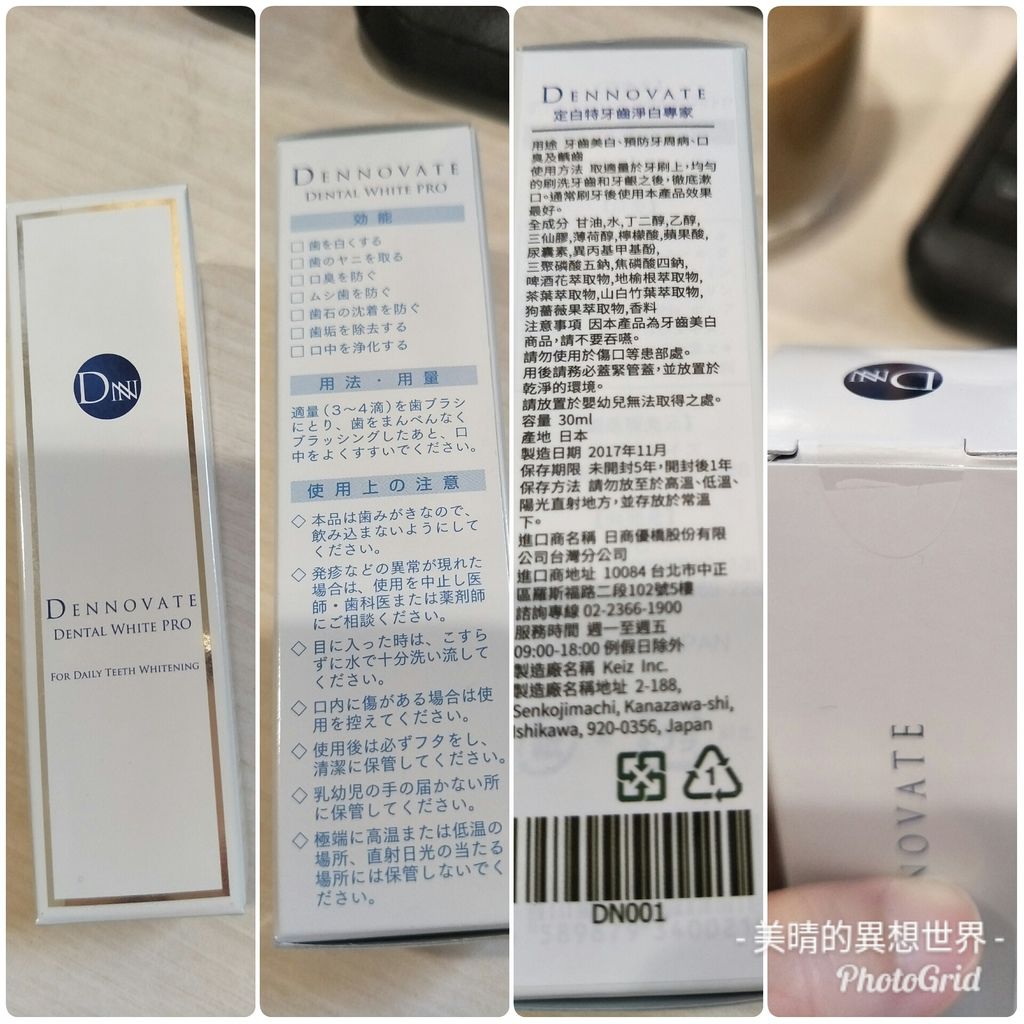 DNN
DENNOVATE
DENTAL WHITE PRO
FOR DAILY TEETH WHITENING
DENNOVATE
DENTAL WHITE PRO
効能
□ 歯を白くする
□ 歯のヤニを取る
□ 口臭を防ぐ
□ ムシ歯を防ぐ
□ 歯石の沈着を防ぐ
□ 歯垢を除去する
□ 口中を浄化する
用法・用量
適量(3～4滴)を歯ブラシ
にとり、歯をまんべんなく
ブラッシングしたあと、口
中をよくすすいでください。
使用上の注意
◇ 本品は歯みがきなので、
飲み込まないようにして
ください。
◇ 発疹などの異常が現れた
場合は、使用を中止し医
師・歯科医または薬剤師
にご相談ください。
◇ 目に入った時は、こすら
ずに水で十分洗い流して
ください。
◇ 口内に傷がある場合は使
用を控えてください。
◇ 使用後は必ずフタをし、
清潔に保管してください。
◇ 乳幼児の手の届かない所
に保管してください。
◇ 極端に高温または低温の
場所、直射日光の当たる
場所には保管しないでく
ださい。
DENNOVATE
定白特牙齒淨白專家
用途 牙齒美白、預防牙周病、口
臭及齲齒
使用方法 取適量於牙刷上，均勻
的刷洗牙齒和牙齦之後，徹底漱
口。通常刷牙後使用本產品效果
最好。
全成分 甘油,水,丁二醇,乙醇,
三仙膠,薄荷醇,檸檬酸,蘋果酸,
尿囊素,異丙基甲基酚,
三聚磷酸五鈉,焦磷酸四鈉,
啤酒花萃取物,地榆根萃取物,
茶葉萃取物,山白竹葉萃取物,
狗薔薇果萃取物,香料
注意事項 因本產品為牙齒美白
商品，請不要吞嚥。
請勿使用於傷口等患部處。
用後請務必蓋緊管蓋，並放置於
乾淨的環境。
請放置於嬰幼兒無法取得之處。
容量 30ml
產地 日本
製造日期 2017年11月
保存期限 未開封5年，開封後1年
保存方法 請勿放至於高溫、低溫、
陽光直射地方，並存放於常溫
下。
進口商名稱 日商優橋股份有限
公司台灣分公司
進口商地址 10084 台北市中正
區羅斯福路二段102號5樓
諮詢專線 02-2366-1900
服務時間 週一至週五
09:00-18:00 例假日除外
製造廠名稱 Keiz Inc.
製造廠名稱地址 2-188,
Senkojimachi, Kanazawa-shi,
Ishikawa, 920-0356, Japan
1
DN001
DNN
NNOVATE
- 美晴的異想世界 -
PhotoGrid